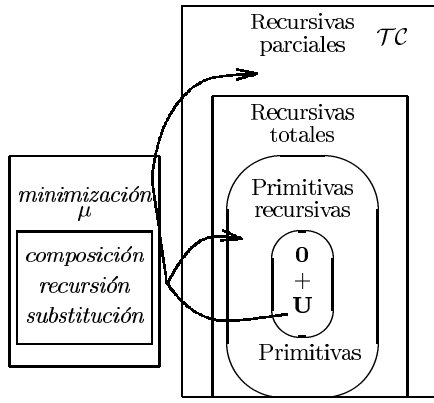 Recursivas
parciales TC
Recursivas
totales
minimización
μ
composición
recursión
substitución
Primitivas
recursivas
0
+
U
Primitivas